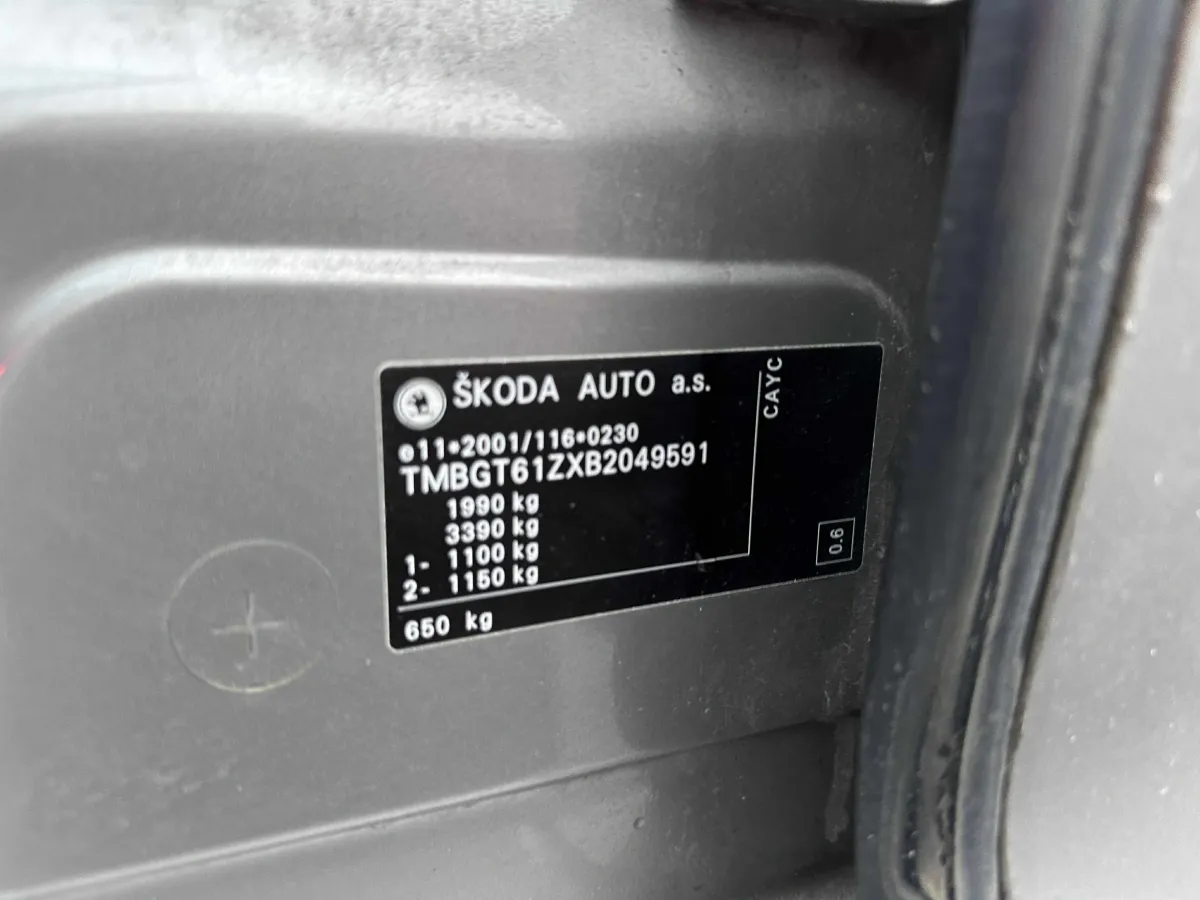 ŠKODA AUTO a.s.
e11*2001/116*0230
TMBGT61ZXB2049591
1990 kg
3390 kg
1- 1100 kg
2- 1150 kg
650 kg
CAYC
0.6